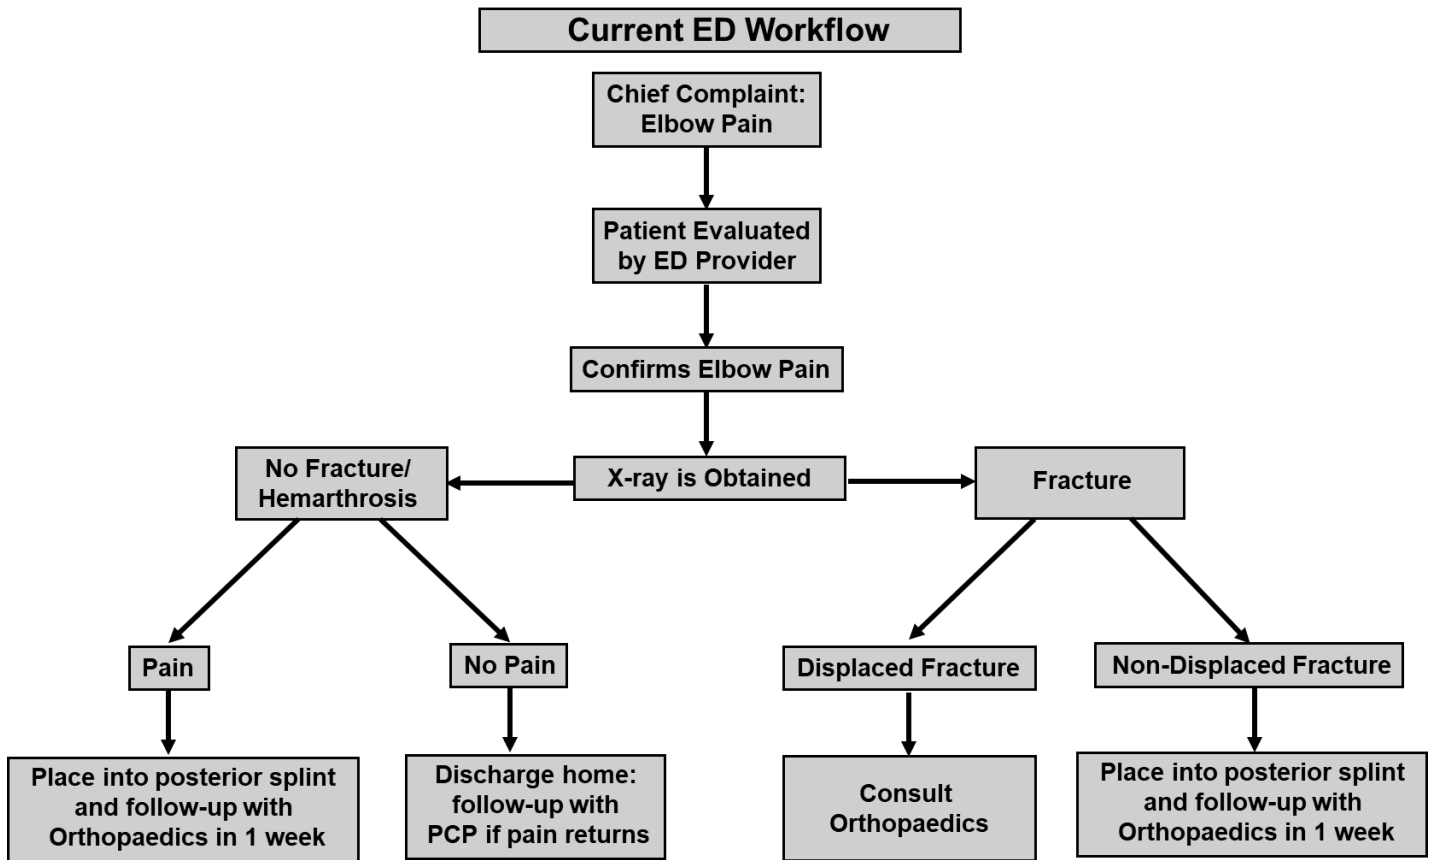 Current ED Workflow
Chief Complaint:
Elbow Pain
Patient Evaluated
by ED Provider
Confirms Elbow Pain
No Fracture/
Hemarthrosis
X-ray is Obtained
Fracture
Pain
No Pain
Displaced Fracture
Non-Displaced Fracture
Place into posterior splint
and follow-up with
Orthopaedics in 1 week
Discharge home:
follow-up with
PCP if pain returns
Consult
Orthopaedics
Place into posterior splint
and follow-up with
Orthopaedics in 1 week